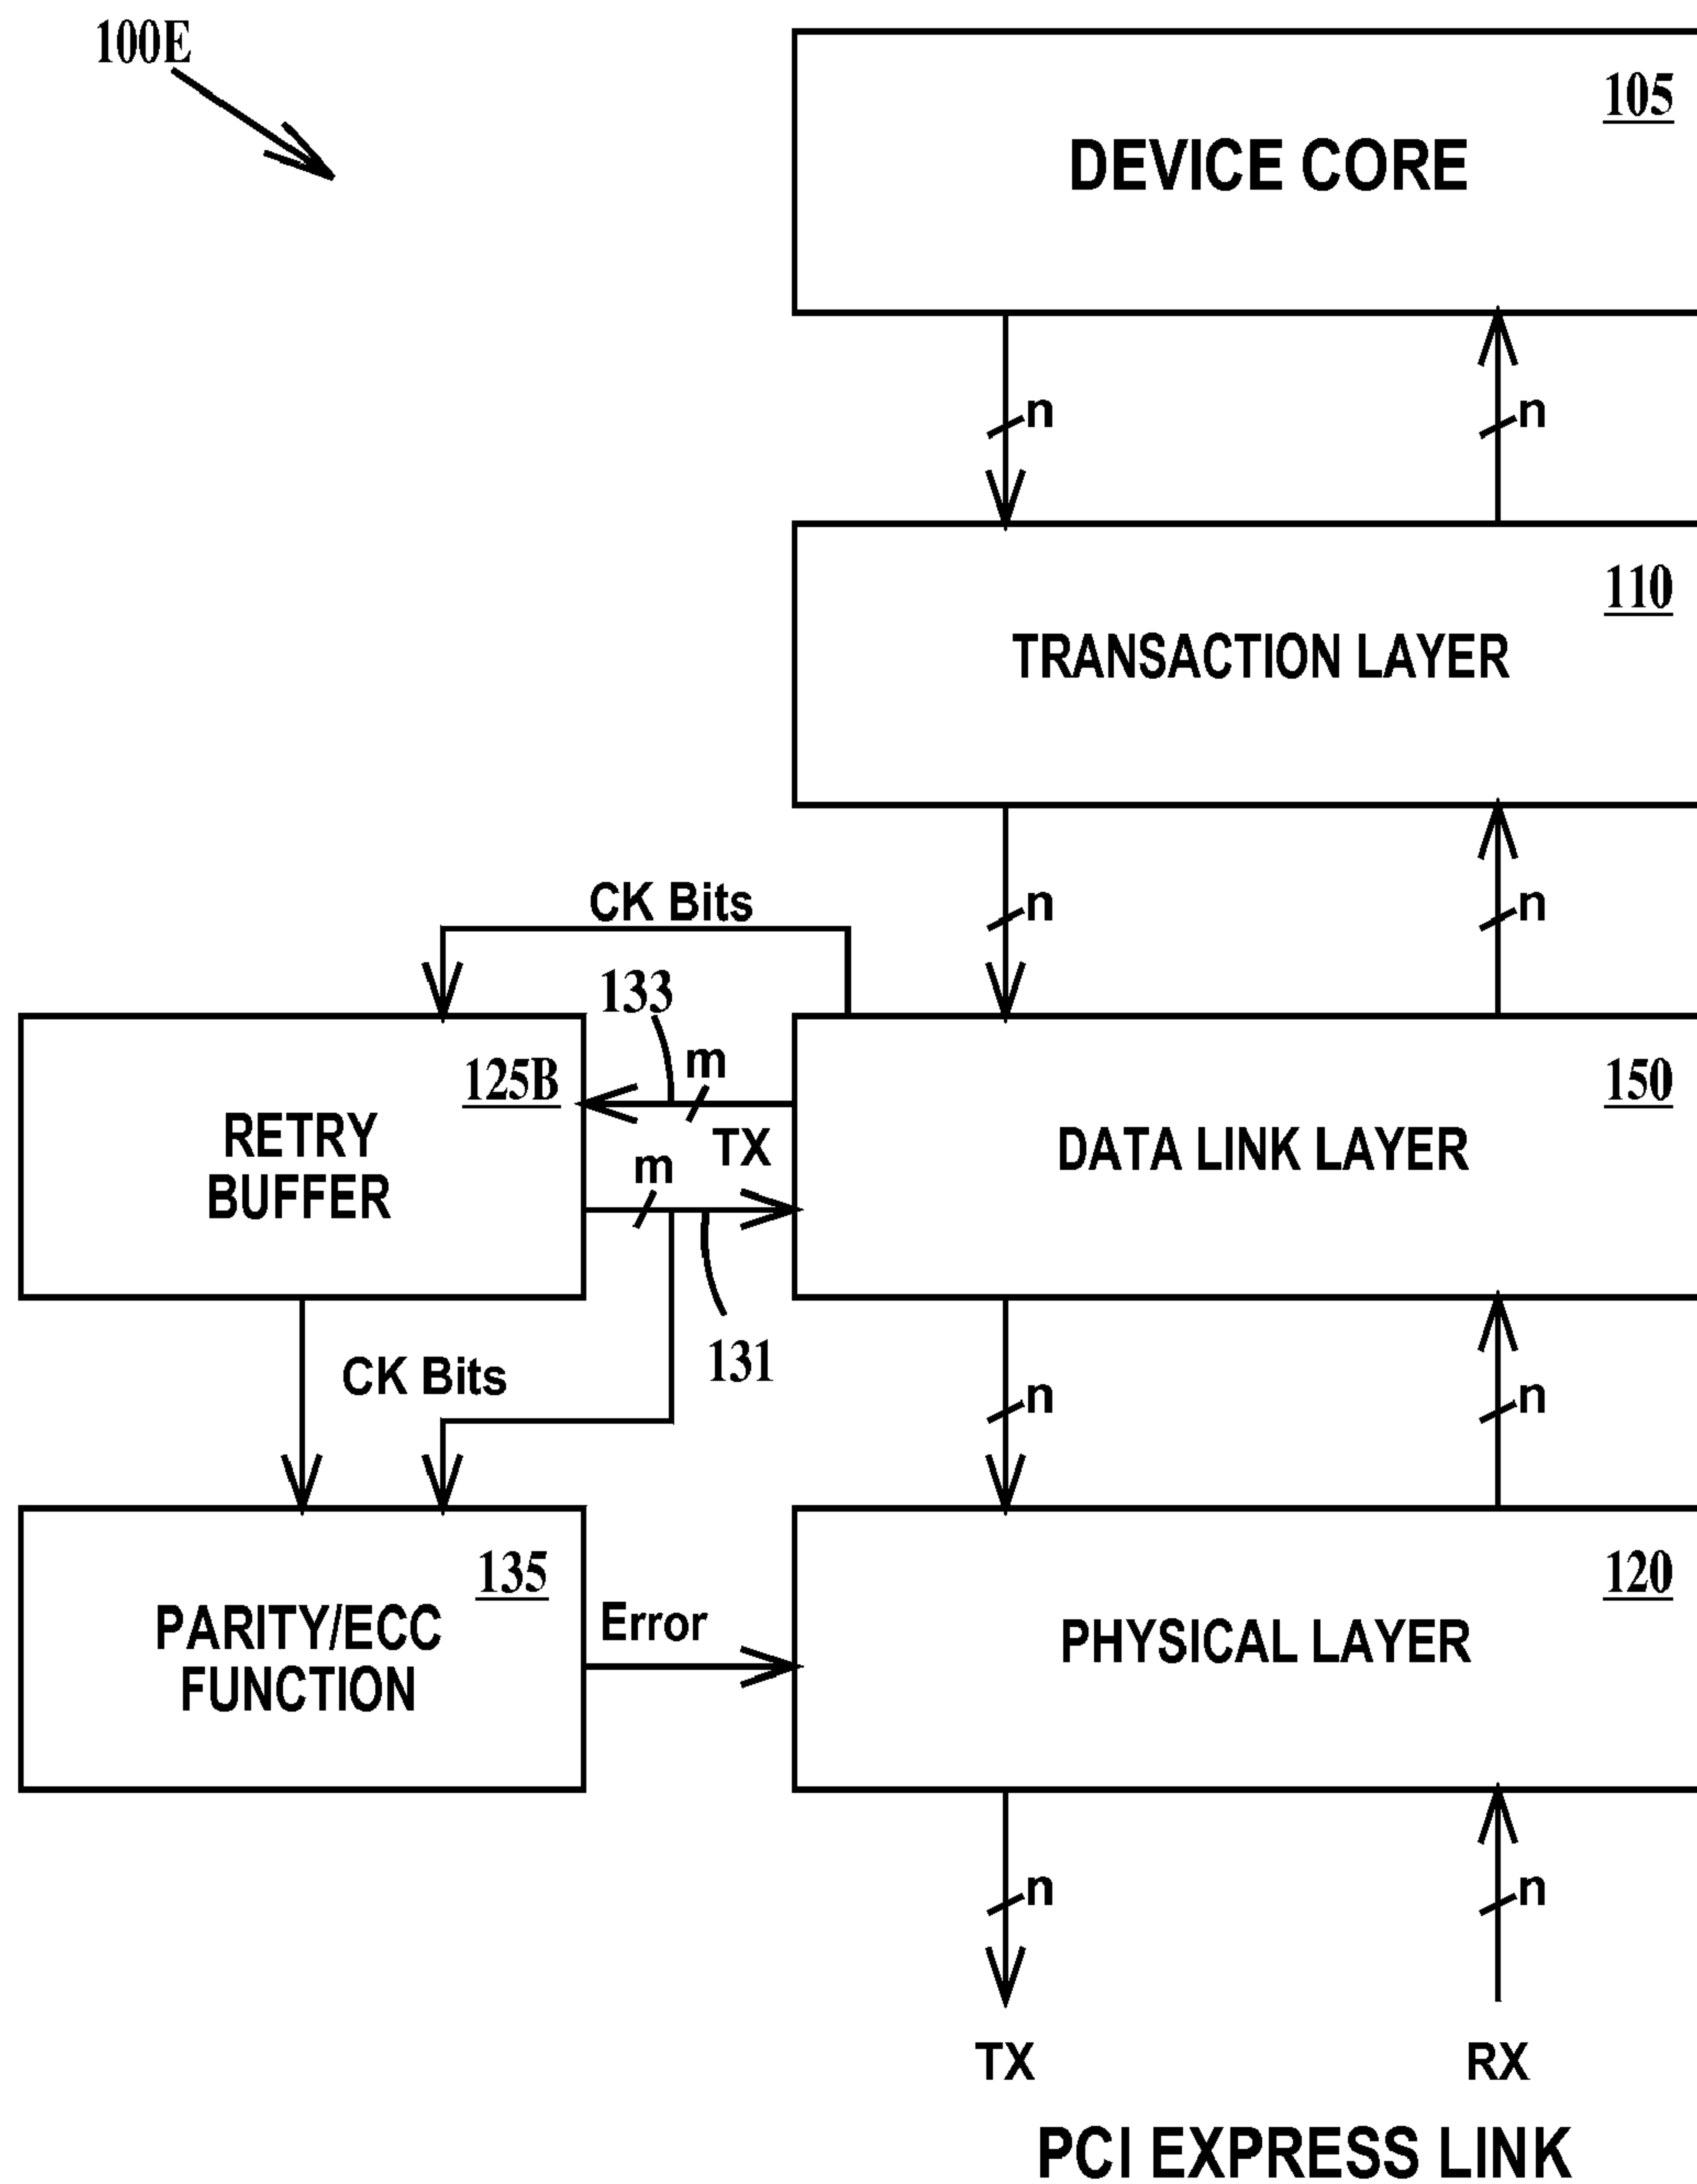 100E
105
DEVICE CORE
n
n
110
TRANSACTION LAYER
n
n
CK Bits
133
m
125B
RETRY
BUFFER
m
TX
150
DATA LINK LAYER
131
CK Bits
n
n
135
PARITY/ECC
FUNCTION
Error
120
PHYSICAL LAYER
n
n
TX
RX
PCI EXPRESS LINK